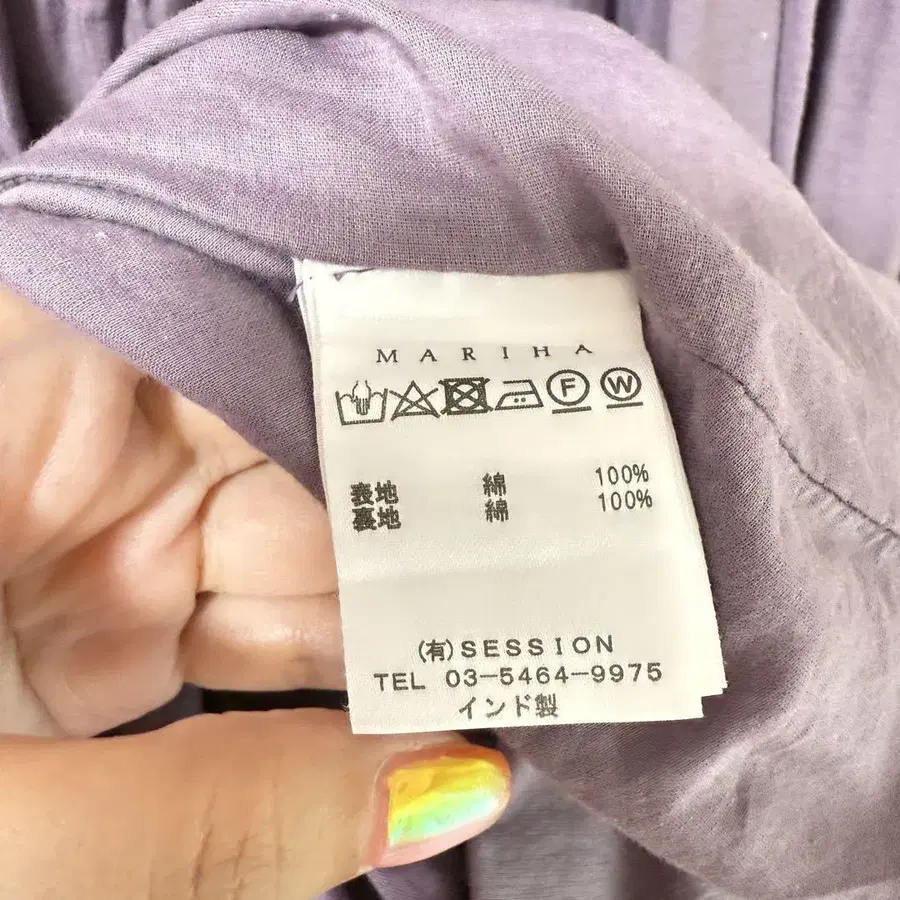 MARIHA
F W
表地 綿 100%
裏地 綿 100%
(有)SESSION
TEL 03-5464-9975
インド製